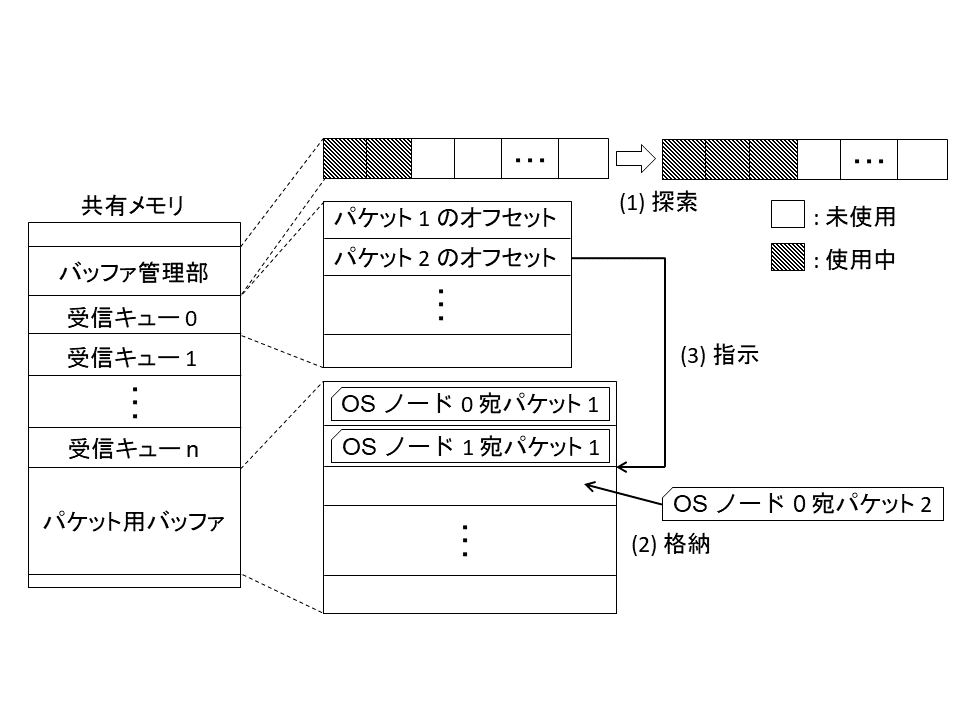 (1) 探索
: 未使用
: 使用中
共有メモリ
バッファ管理部
受信キュー 0
受信キュー 1
受信キュー n
パケット用バッファ
パケット 1 のオフセット
パケット 2 のオフセット
(3) 指示
OS ノード 0 宛パケット 1
OS ノード 1 宛パケット 1
OS ノード 0 宛パケット 2
(2) 格納